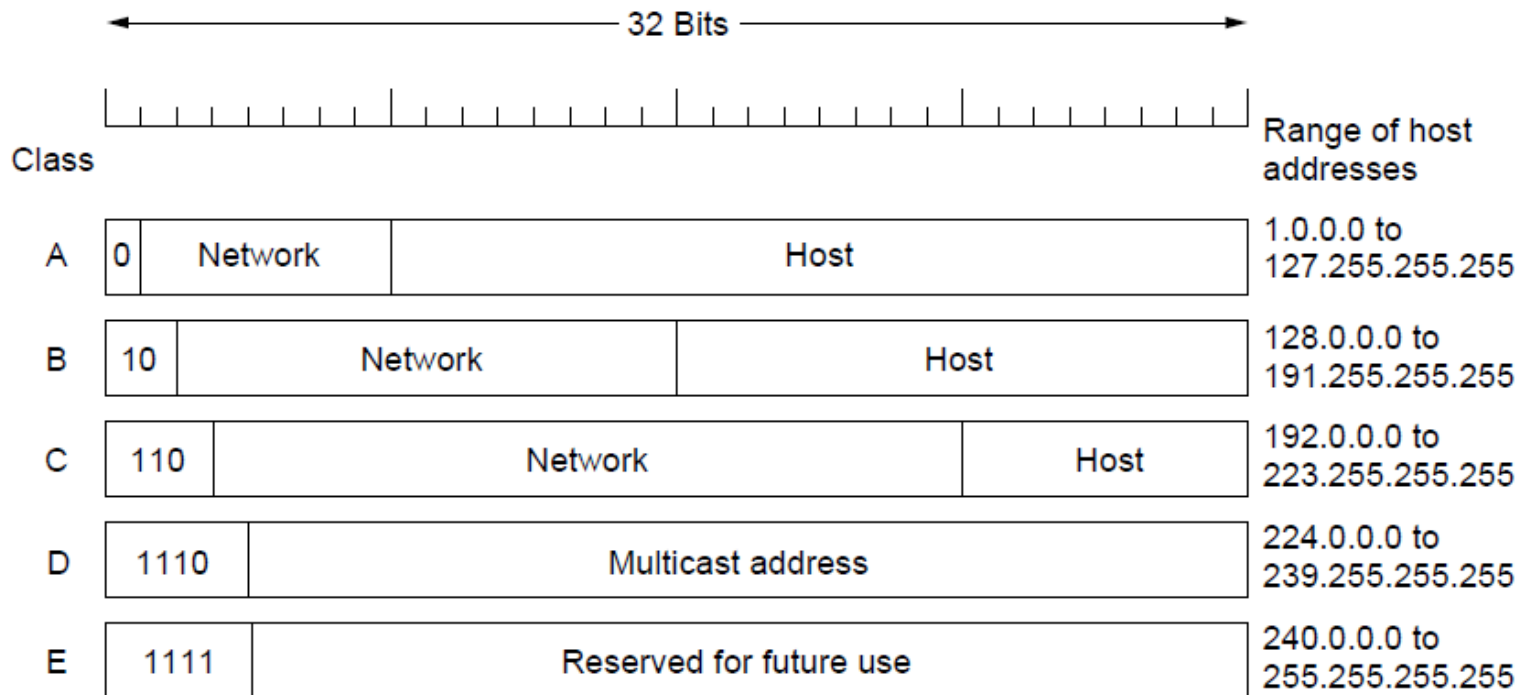 32 Bits
Range of host
addresses
Class
A 0 Network Host 1.0.0.0 to
127.255.255.255
B 10 Network Host 128.0.0.0 to
191.255.255.255
C 110 Network Host 192.0.0.0 to
223.255.255.255
D 1110 Multicast address 224.0.0.0 to
239.255.255.255
E 1111 Reserved for future use 240.0.0.0 to
255.255.255.255